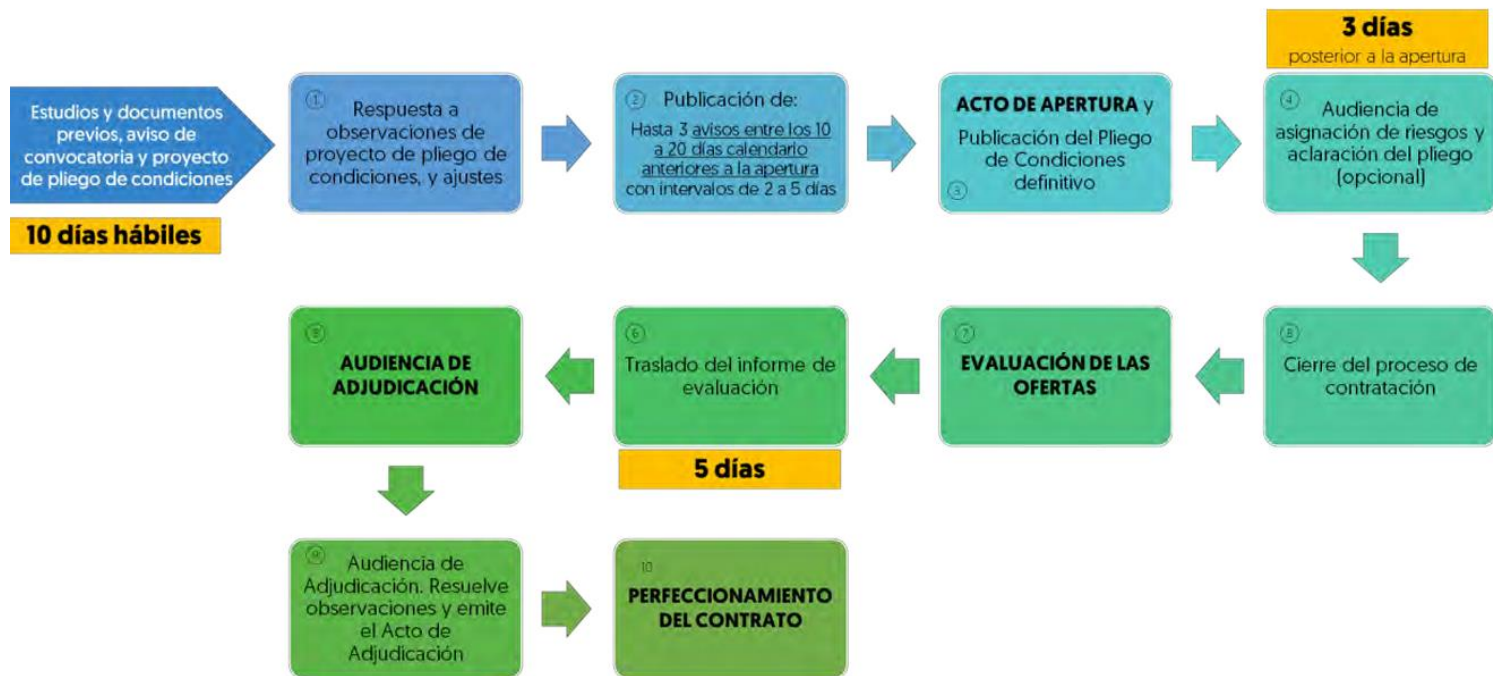 Estudios y documentos
previos, aviso de
convocatoria y proyecto
de pliego de condiciones
10 días hábiles
1
Respuesta a
observaciones de
proyecto de pliego de
condiciones, y ajustes
2 Publicación de:
Hasta 3 avisos entre los 10
a 20 días calendario
anteriores a la apertura
con intervalos de 2 a 5 días
ACTO DE APERTURA y
Publicación del Pliego
de Condiciones
definitivo
3
3 días
posterior a la apertura
4
Audiencia de
asignación de riesgos y
aclaración del pliego
(opcional)
Cierre del proceso de
contratación
7
EVALUACIÓN DE LAS
OFERTAS
6
Traslado del informe de
evaluación
5 días
AUDIENCIA DE
ADJUDICACIÓN
9
Audiencia de
Adjudicación. Resuelve
observaciones y emite
el Acto de
Adjudicación
10
PERFECCIONAMIENTO
DEL CONTRATO